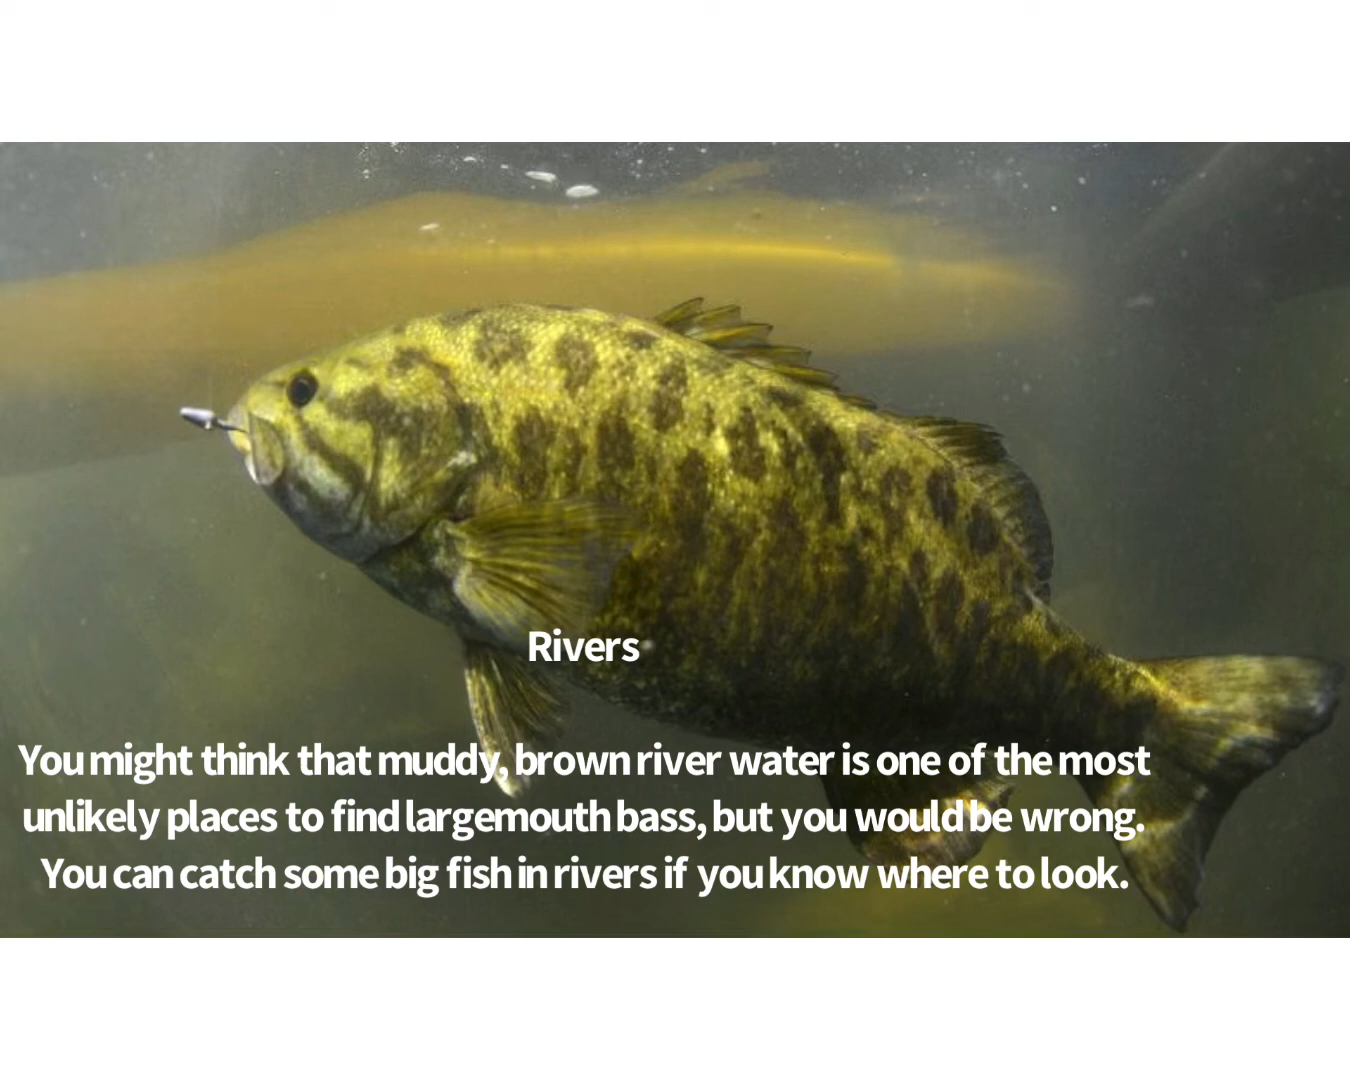 Rivers
You might think that muddy, brown river water is one of the most
unlikely places to find largemouth bass, but you would be wrong.
You can catch some big fish in rivers if you know where to look.